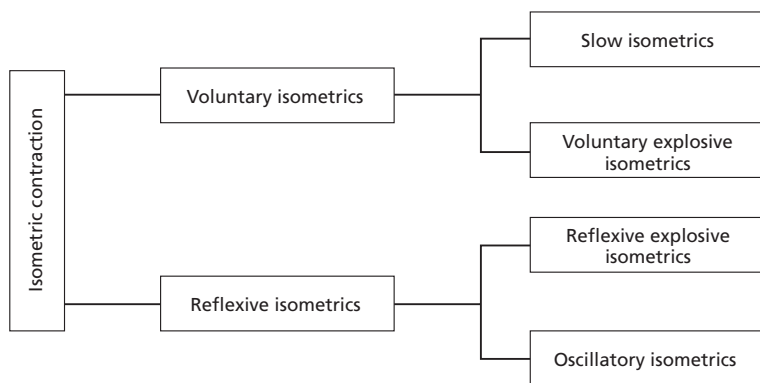 Isometric contraction
Voluntary isometrics
Slow isometrics
Voluntary explosive
isometrics
Reflexive isometrics
Reflexive explosive
isometrics
Oscillatory isometrics